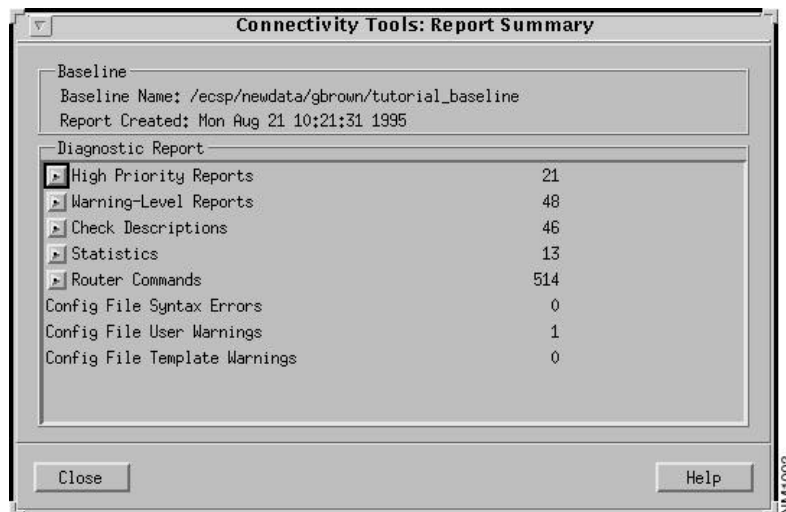 Connectivity Tools: Report Summary
Baseline
Baseline Name: /ecsp/newdata/gbrown/tutorial_baseline
Report Created: Mon Aug 21 10:21:31 1995
Diagnostic Report
High Priority Reports 21
Warning-Level Reports 48
Check Descriptions 46
Statistics 13
Router Commands 514
Config File Syntax Errors 0
Config File User Warnings 1
Config File Template Warnings 0
Close Help